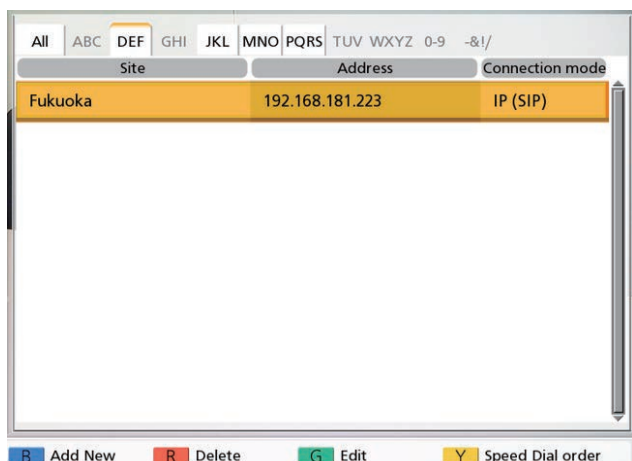 All ABC DEF GHI JKL MNO PQRS TUV WXYZ 0-9 -&!/
Site Address Connection mode
Fukuoka 192.168.181.223 IP (SIP)
B Add New R Delete G Edit Y Speed Dial order